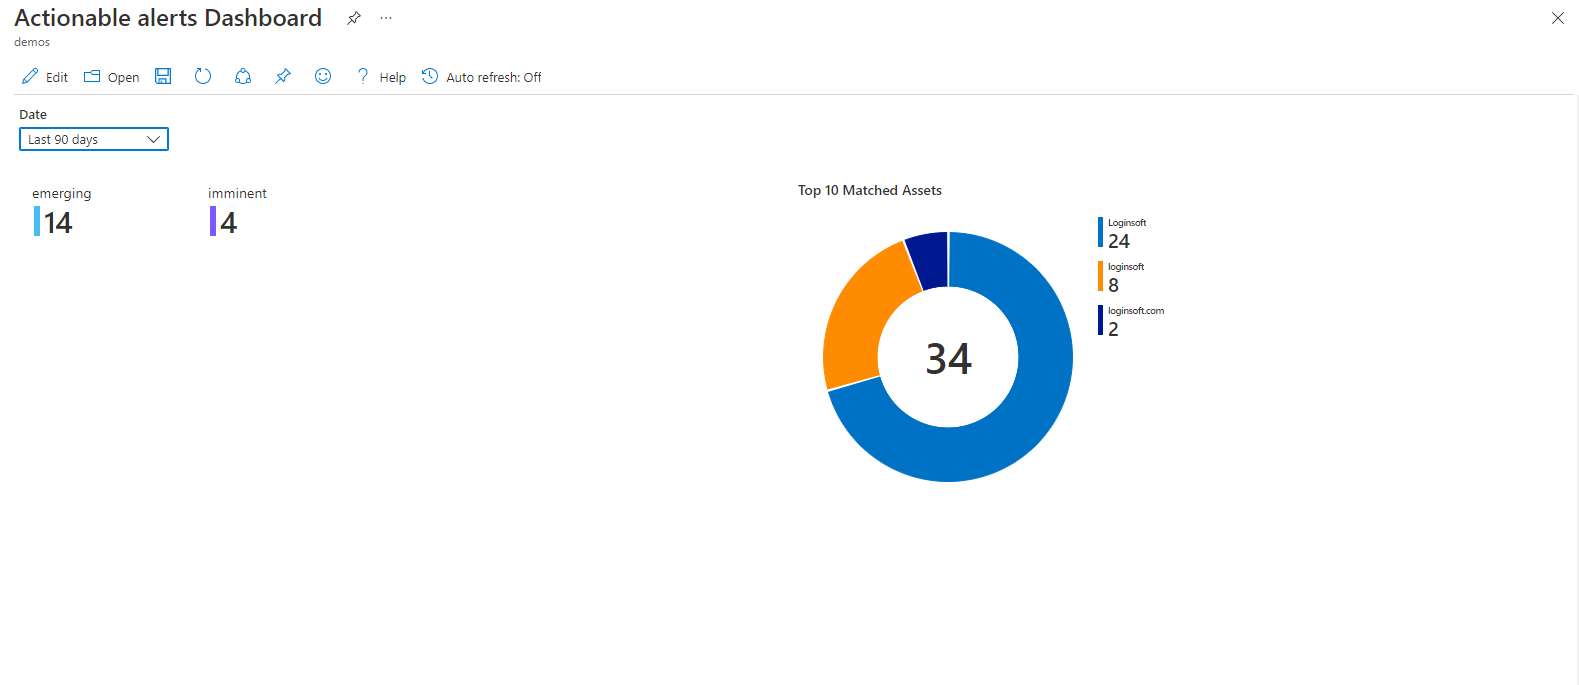 Actionable alerts Dashboard
demos
Edit Open Help Auto refresh: Off
Date
Last 90 days
emerging
14
imminent
4
Top 10 Matched Assets
34
Loginsoft
24
loginsoft
8
loginsoft.com
2